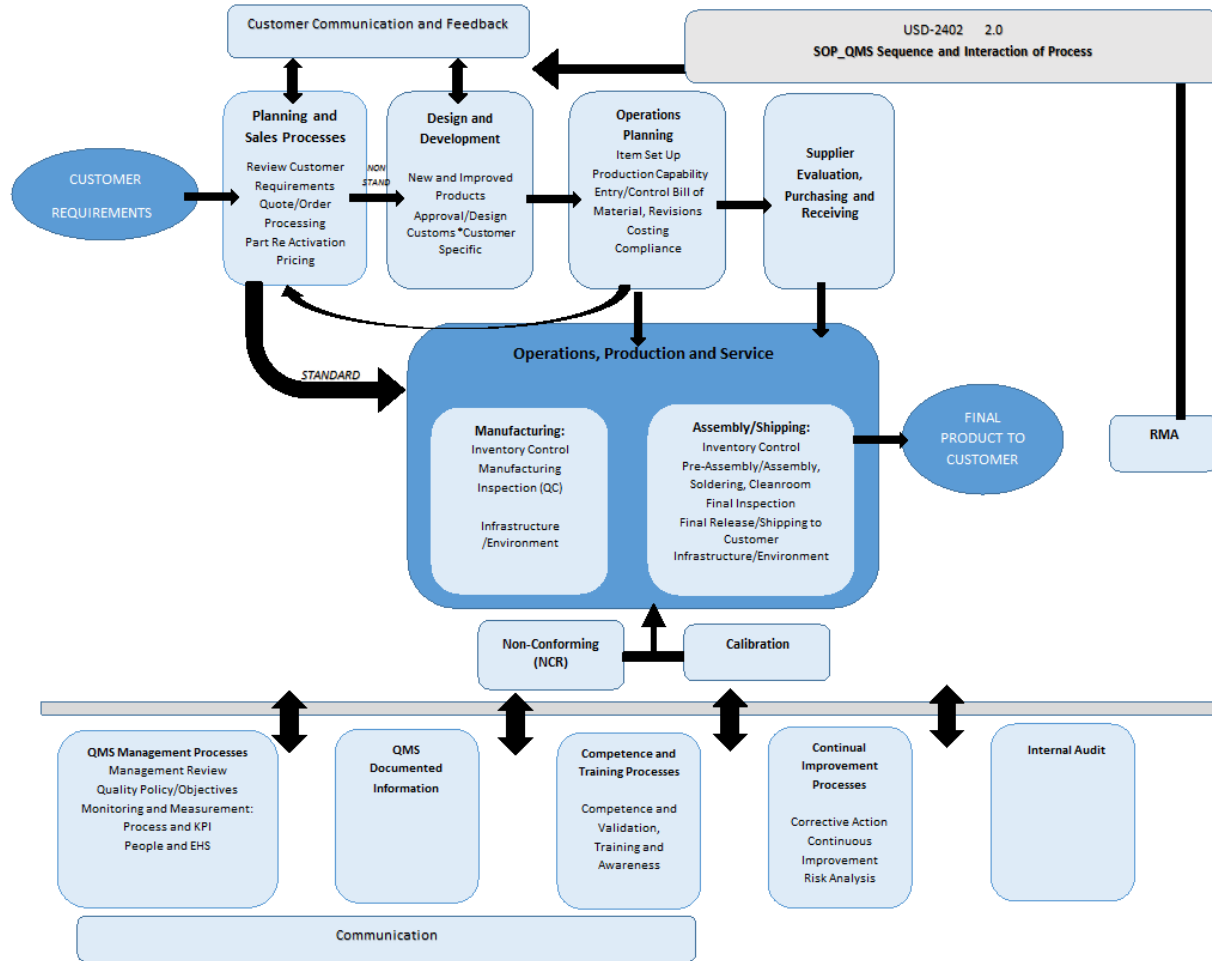 Customer Communication and Feedback
USD-2402 2.0
SOP_QMS Sequence and Interaction of Process
CUSTOMER
REQUIREMENTS
Planning and
Sales Processes
Review Customer
Requirements
Quote/Order
Processing
Part Re Activation
Pricing
NON
STAND
Design and
Development
New and Improved
Products
Approval/Design
Customs *Customer
Specific
Operations
Planning
Item Set Up
Production Capability
Entry/Control Bill of
Material, Revisions
Costing
Compliance
Supplier
Evaluation,
Purchasing and
Receiving
STANDARD
Operations, Production and Service
Manufacturing:
Inventory Control
Manufacturing
Inspection (QC)
Infrastructure
/Environment
Assembly/Shipping:
Inventory Control
Pre-Assembly/Assembly,
Soldering, Cleanroom
Final Inspection
Final Release/Shipping to
Customer
Infrastructure/Environment
FINAL
PRODUCT TO
CUSTOMER
RMA
Non-Conforming
(NCR)
Calibration
QMS Management Processes
Management Review
Quality Policy/Objectives
Monitoring and Measurement:
Process and KPI
People and EHS
QMS
Documented
Information
Competence and
Training Processes
Competence and
Validation,
Training and
Awareness
Continual
Improvement
Processes
Corrective Action
Continuous
Improvement
Risk Analysis
Internal Audit
Communication